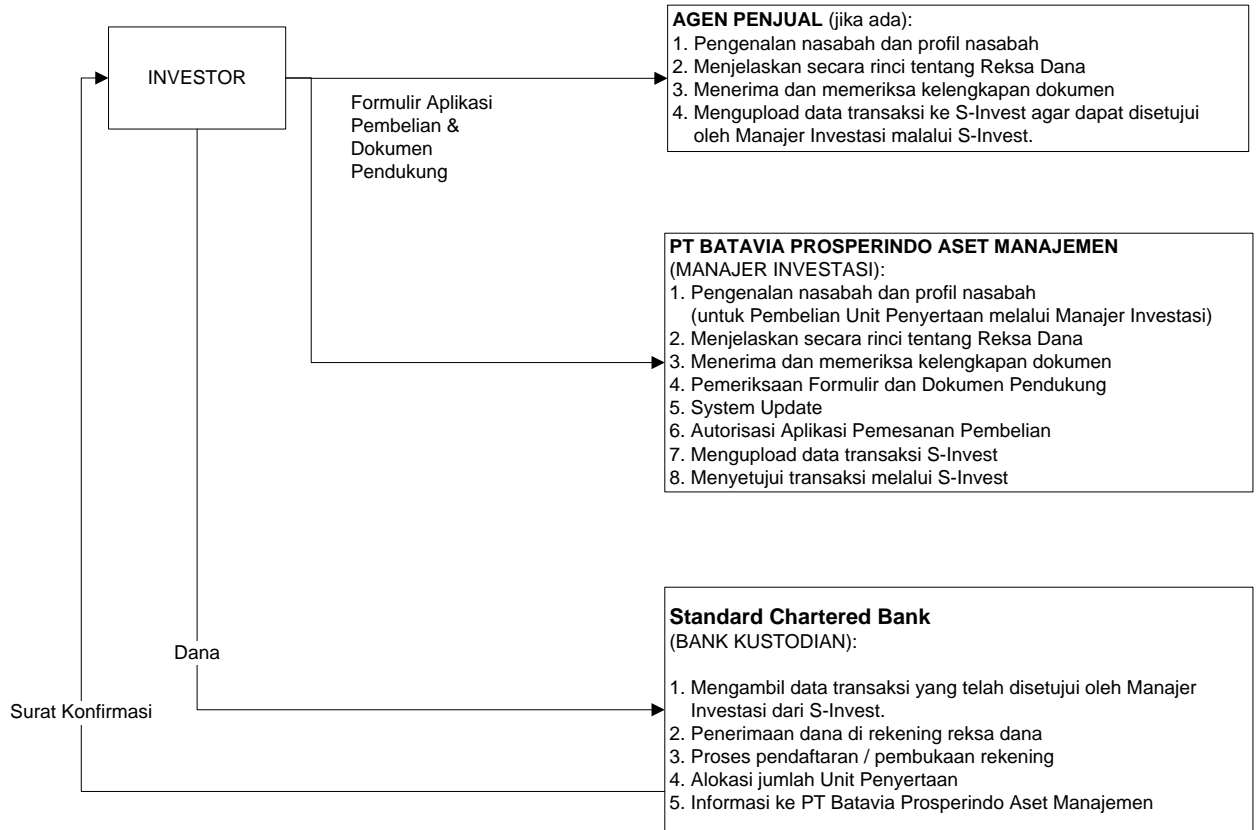 INVESTOR
Formulir Aplikasi
Pembelian &
Dokumen
Pendukung
AGEN PENJUAL (jika ada):
1. Pengenalan nasabah dan profil nasabah
2. Menjelaskan secara rinci tentang Reksa Dana
3. Menerima dan memeriksa kelengkapan dokumen
4. Mengupload data transaksi ke S-Invest agar dapat disetujui
oleh Manajer Investasi malalui S-Invest.
PT BATAVIA PROSPERINDO ASET MANAJEMEN
(MANAJER INVESTASI):
1. Pengenalan nasabah dan profil nasabah
(untuk Pembelian Unit Penyertaan melalui Manajer Investasi)
2. Menjelaskan secara rinci tentang Reksa Dana
3. Menerima dan memeriksa kelengkapan dokumen
4. Pemeriksaan Formulir dan Dokumen Pendukung
5. System Update
6. Autorisasi Aplikasi Pemesanan Pembelian
7. Mengupload data transaksi S-Invest
8. Menyetujui transaksi melalui S-Invest
Dana
Surat Konfirmasi
Standard Chartered Bank
(BANK KUSTODIAN):
1. Mengambil data transaksi yang telah disetujui oleh Manajer
Investasi dari S-Invest.
2. Penerimaan dana di rekening reksa dana
3. Proses pendaftaran / pembukaan rekening
4. Alokasi jumlah Unit Penyertaan
5. Informasi ke PT Batavia Prosperindo Aset Manajemen